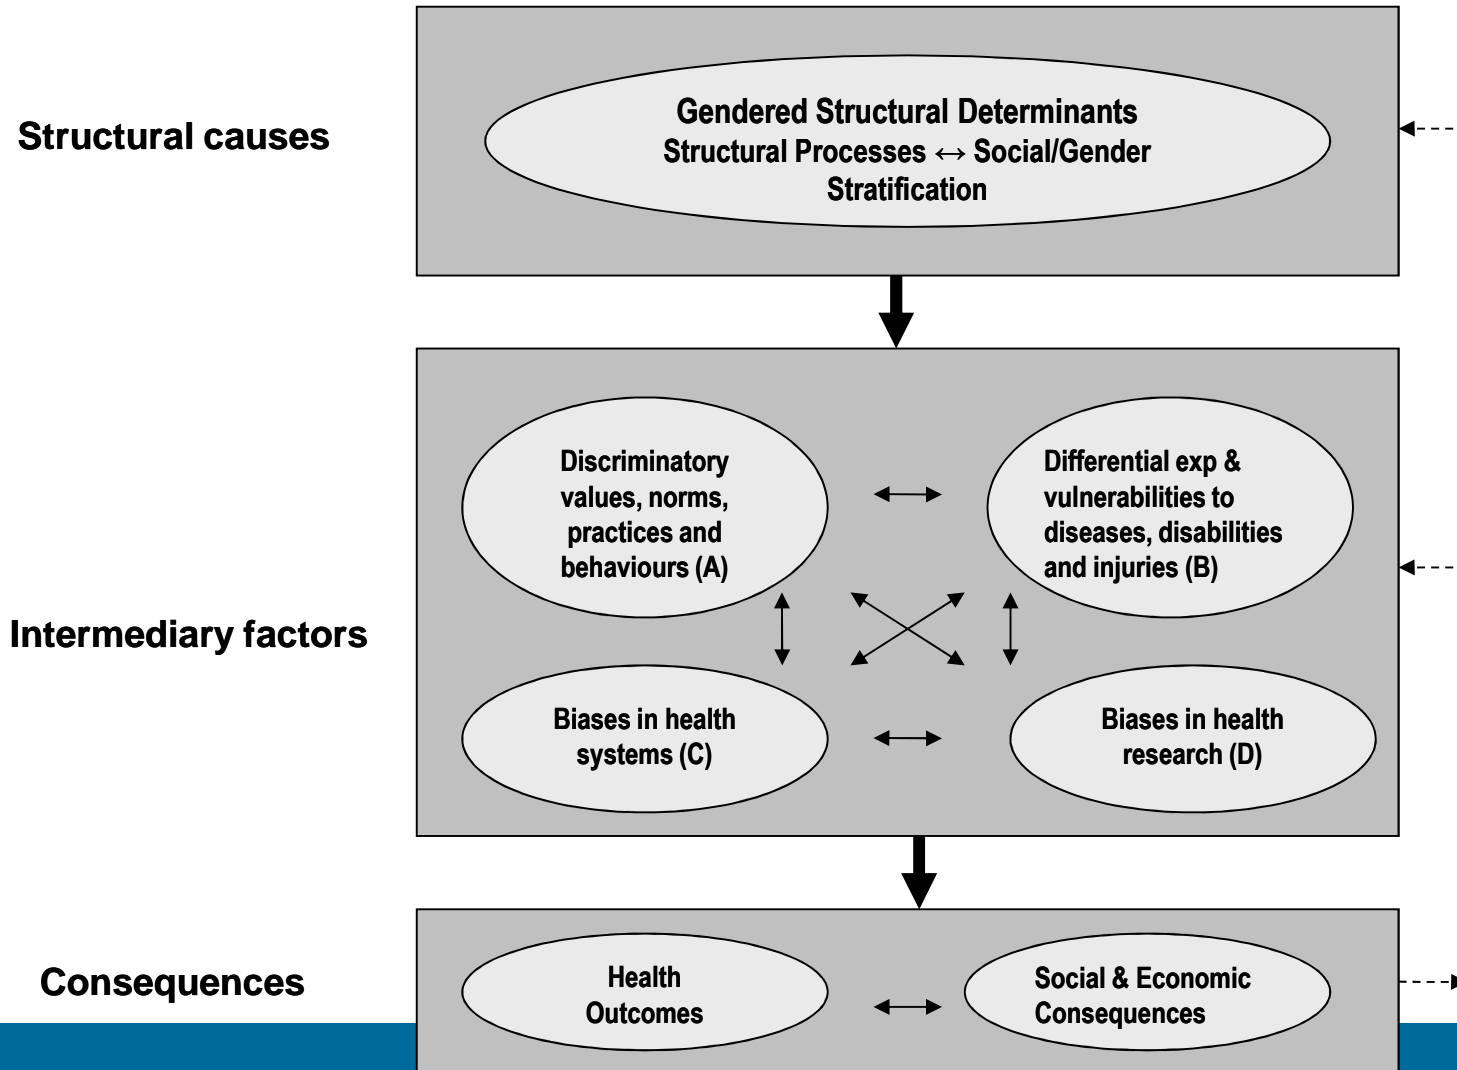 Structural causes
Gendered Structural Determinants
Structural Processes ↔ Social/Gender
Stratification
Intermediary factors
Discriminatory
values, norms,
practices and
behaviours (A)
Differential exp &
vulnerabilities to
diseases, disabilities
and injuries (B)
Biases in health
systems (C)
Biases in health
research (D)
Consequences
Health
Outcomes
Social & Economic
Consequences